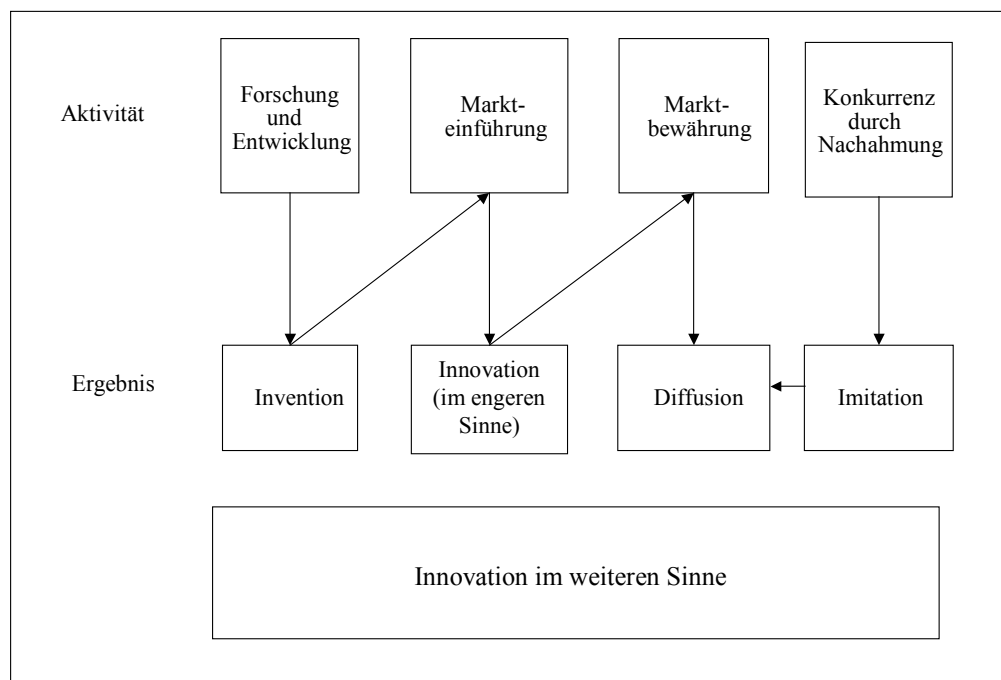 Aktivität
Forschung
und
Entwicklung
Markt-
einführung
Markt-
bewährung
Konkurrenz
durch
Nachahmung
Ergebnis
Invention
Innovation
(im engeren
Sinne)
Diffusion
Imitation
Innovation im weiteren Sinne